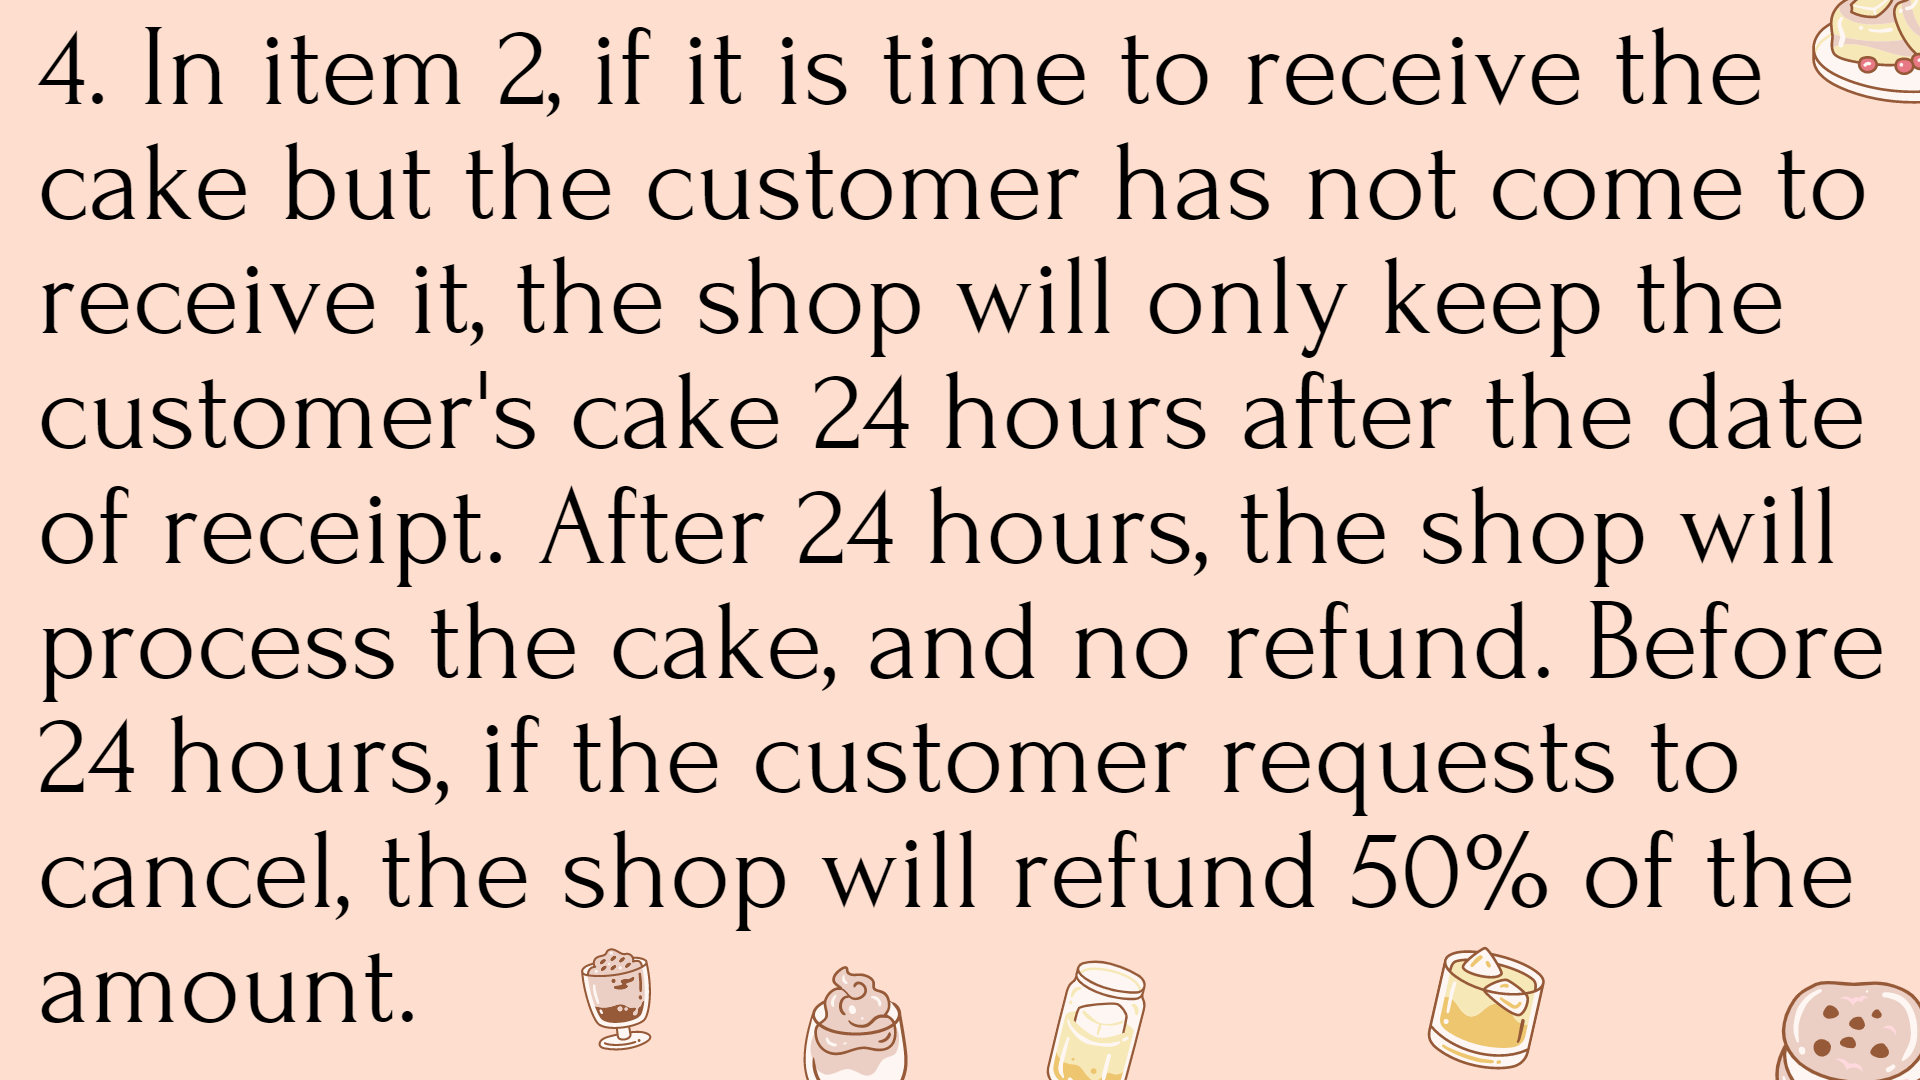 4. In item 2, if it is time to receive the
cake but the customer has not come to
receive it, the shop will only keep the
customer's cake 24 hours after the date
of receipt. After 24 hours, the shop will
process the cake, and no refund. Before
24 hours, if the customer requests to
cancel, the shop will refund 50% of the
amount.